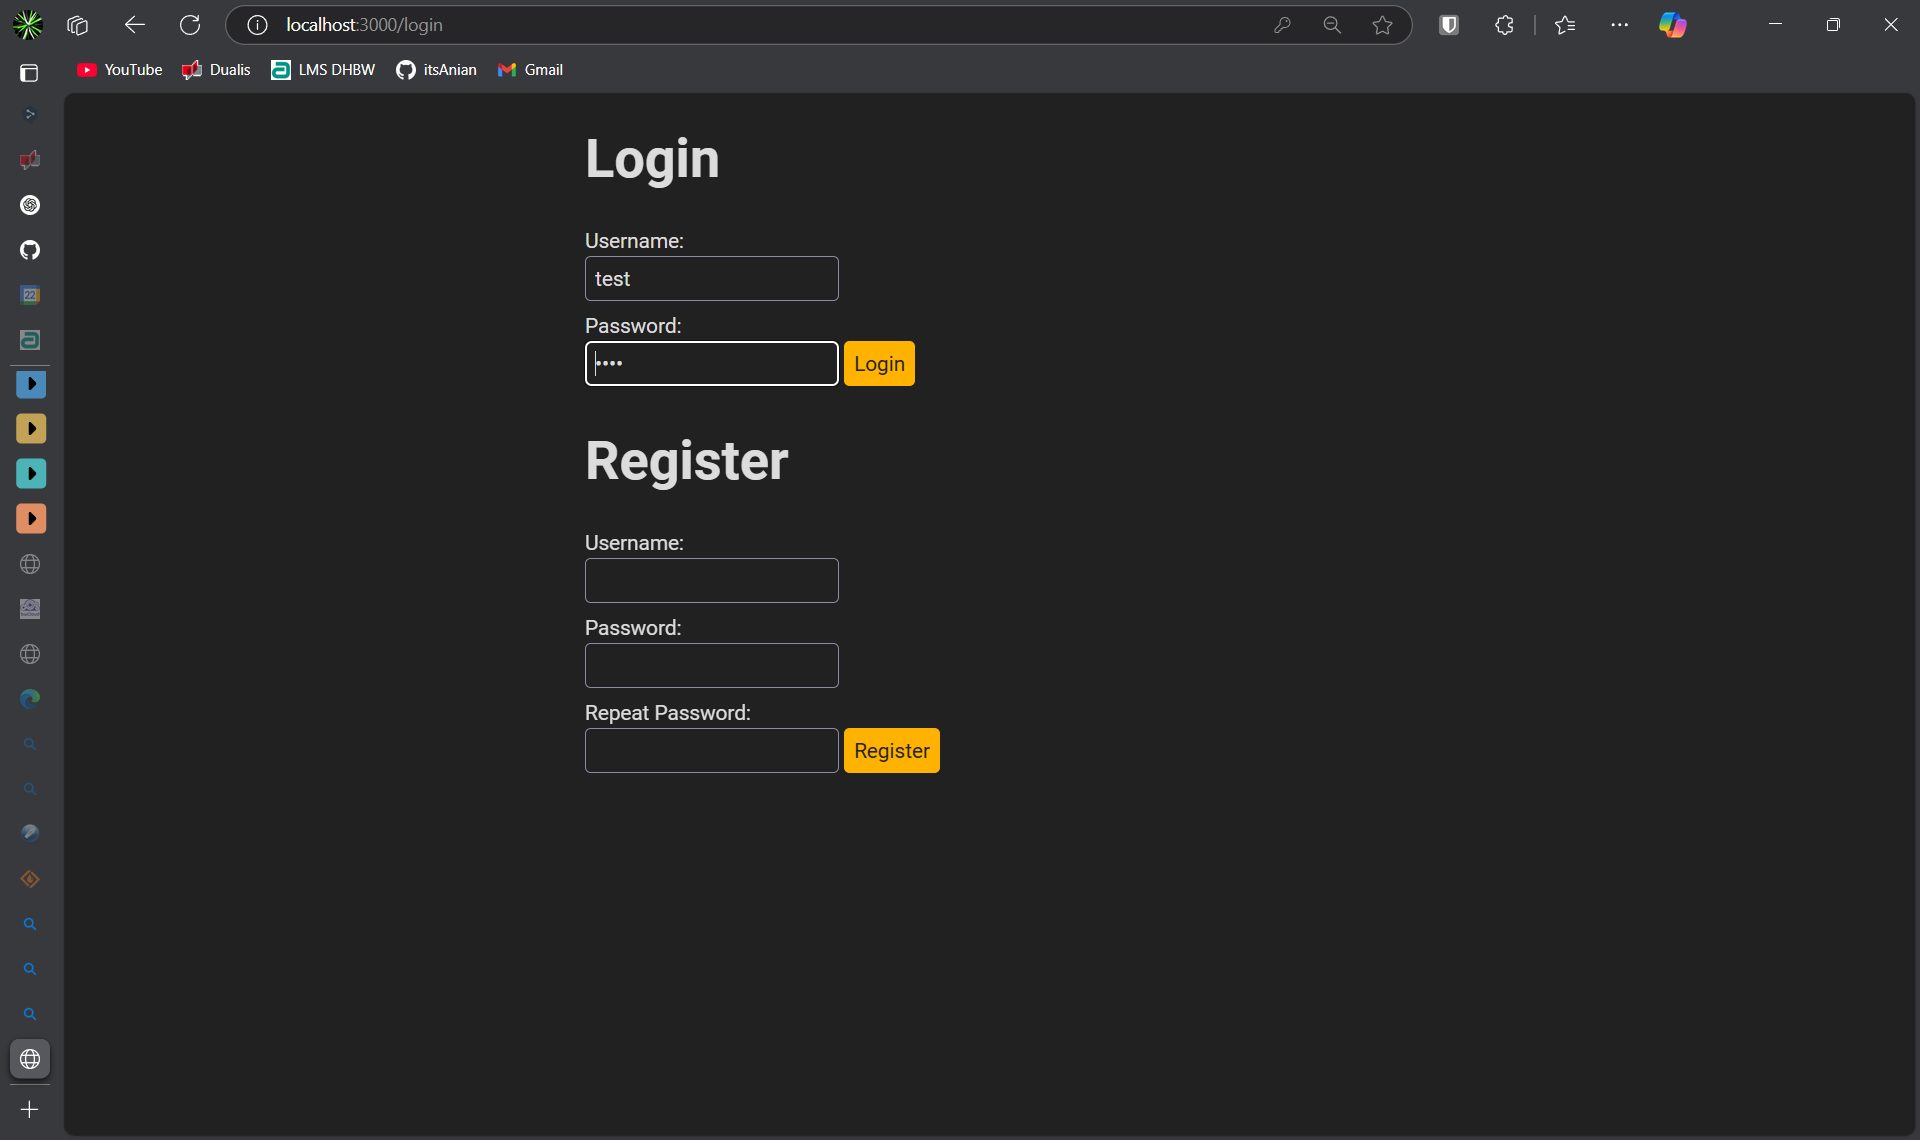 localhost:3000/login
YouTube Dualis LMS DHBW itsAnian Gmail
Login
Username:
test
Password:
•••• Login
Register
Username:
Password:
Repeat Password:
Register
22